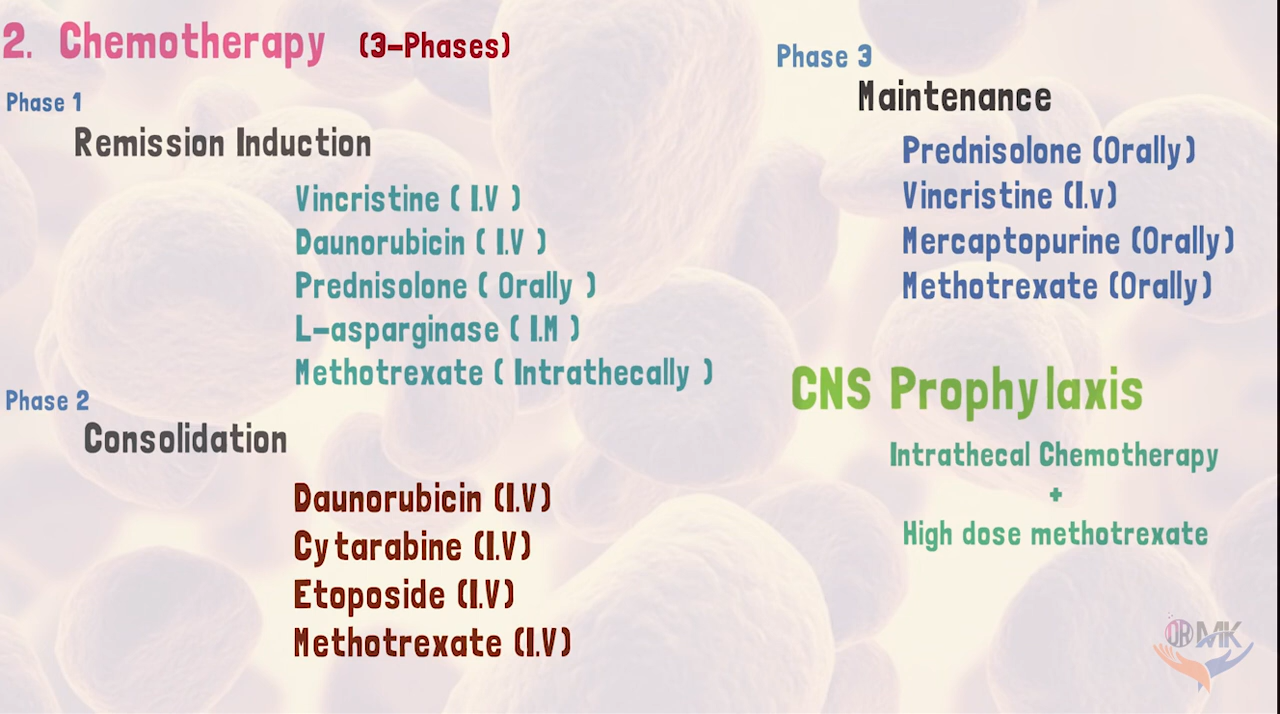 2. Chemotherapy (3-Phases)
Phase 1
Remission Induction
Vincristine ( I.V )
Daunorubicin ( I.V )
Prednisolone ( Orally )
L-asparginase ( I.M )
Methotrexate ( Intrathecally )
Phase 2
Consolidation
Daunorubicin (I.V)
Cytarabine (I.V)
Etoposide (I.V)
Methotrexate (I.V)
Phase 3
Maintenance
Prednisolone (Orally)
Vincristine (I.v)
Mercaptopurine (Orally)
Methotrexate (Orally)
CNS Prophylaxis
Intrathecal Chemotherapy
+
High dose methotrexate
DR MK